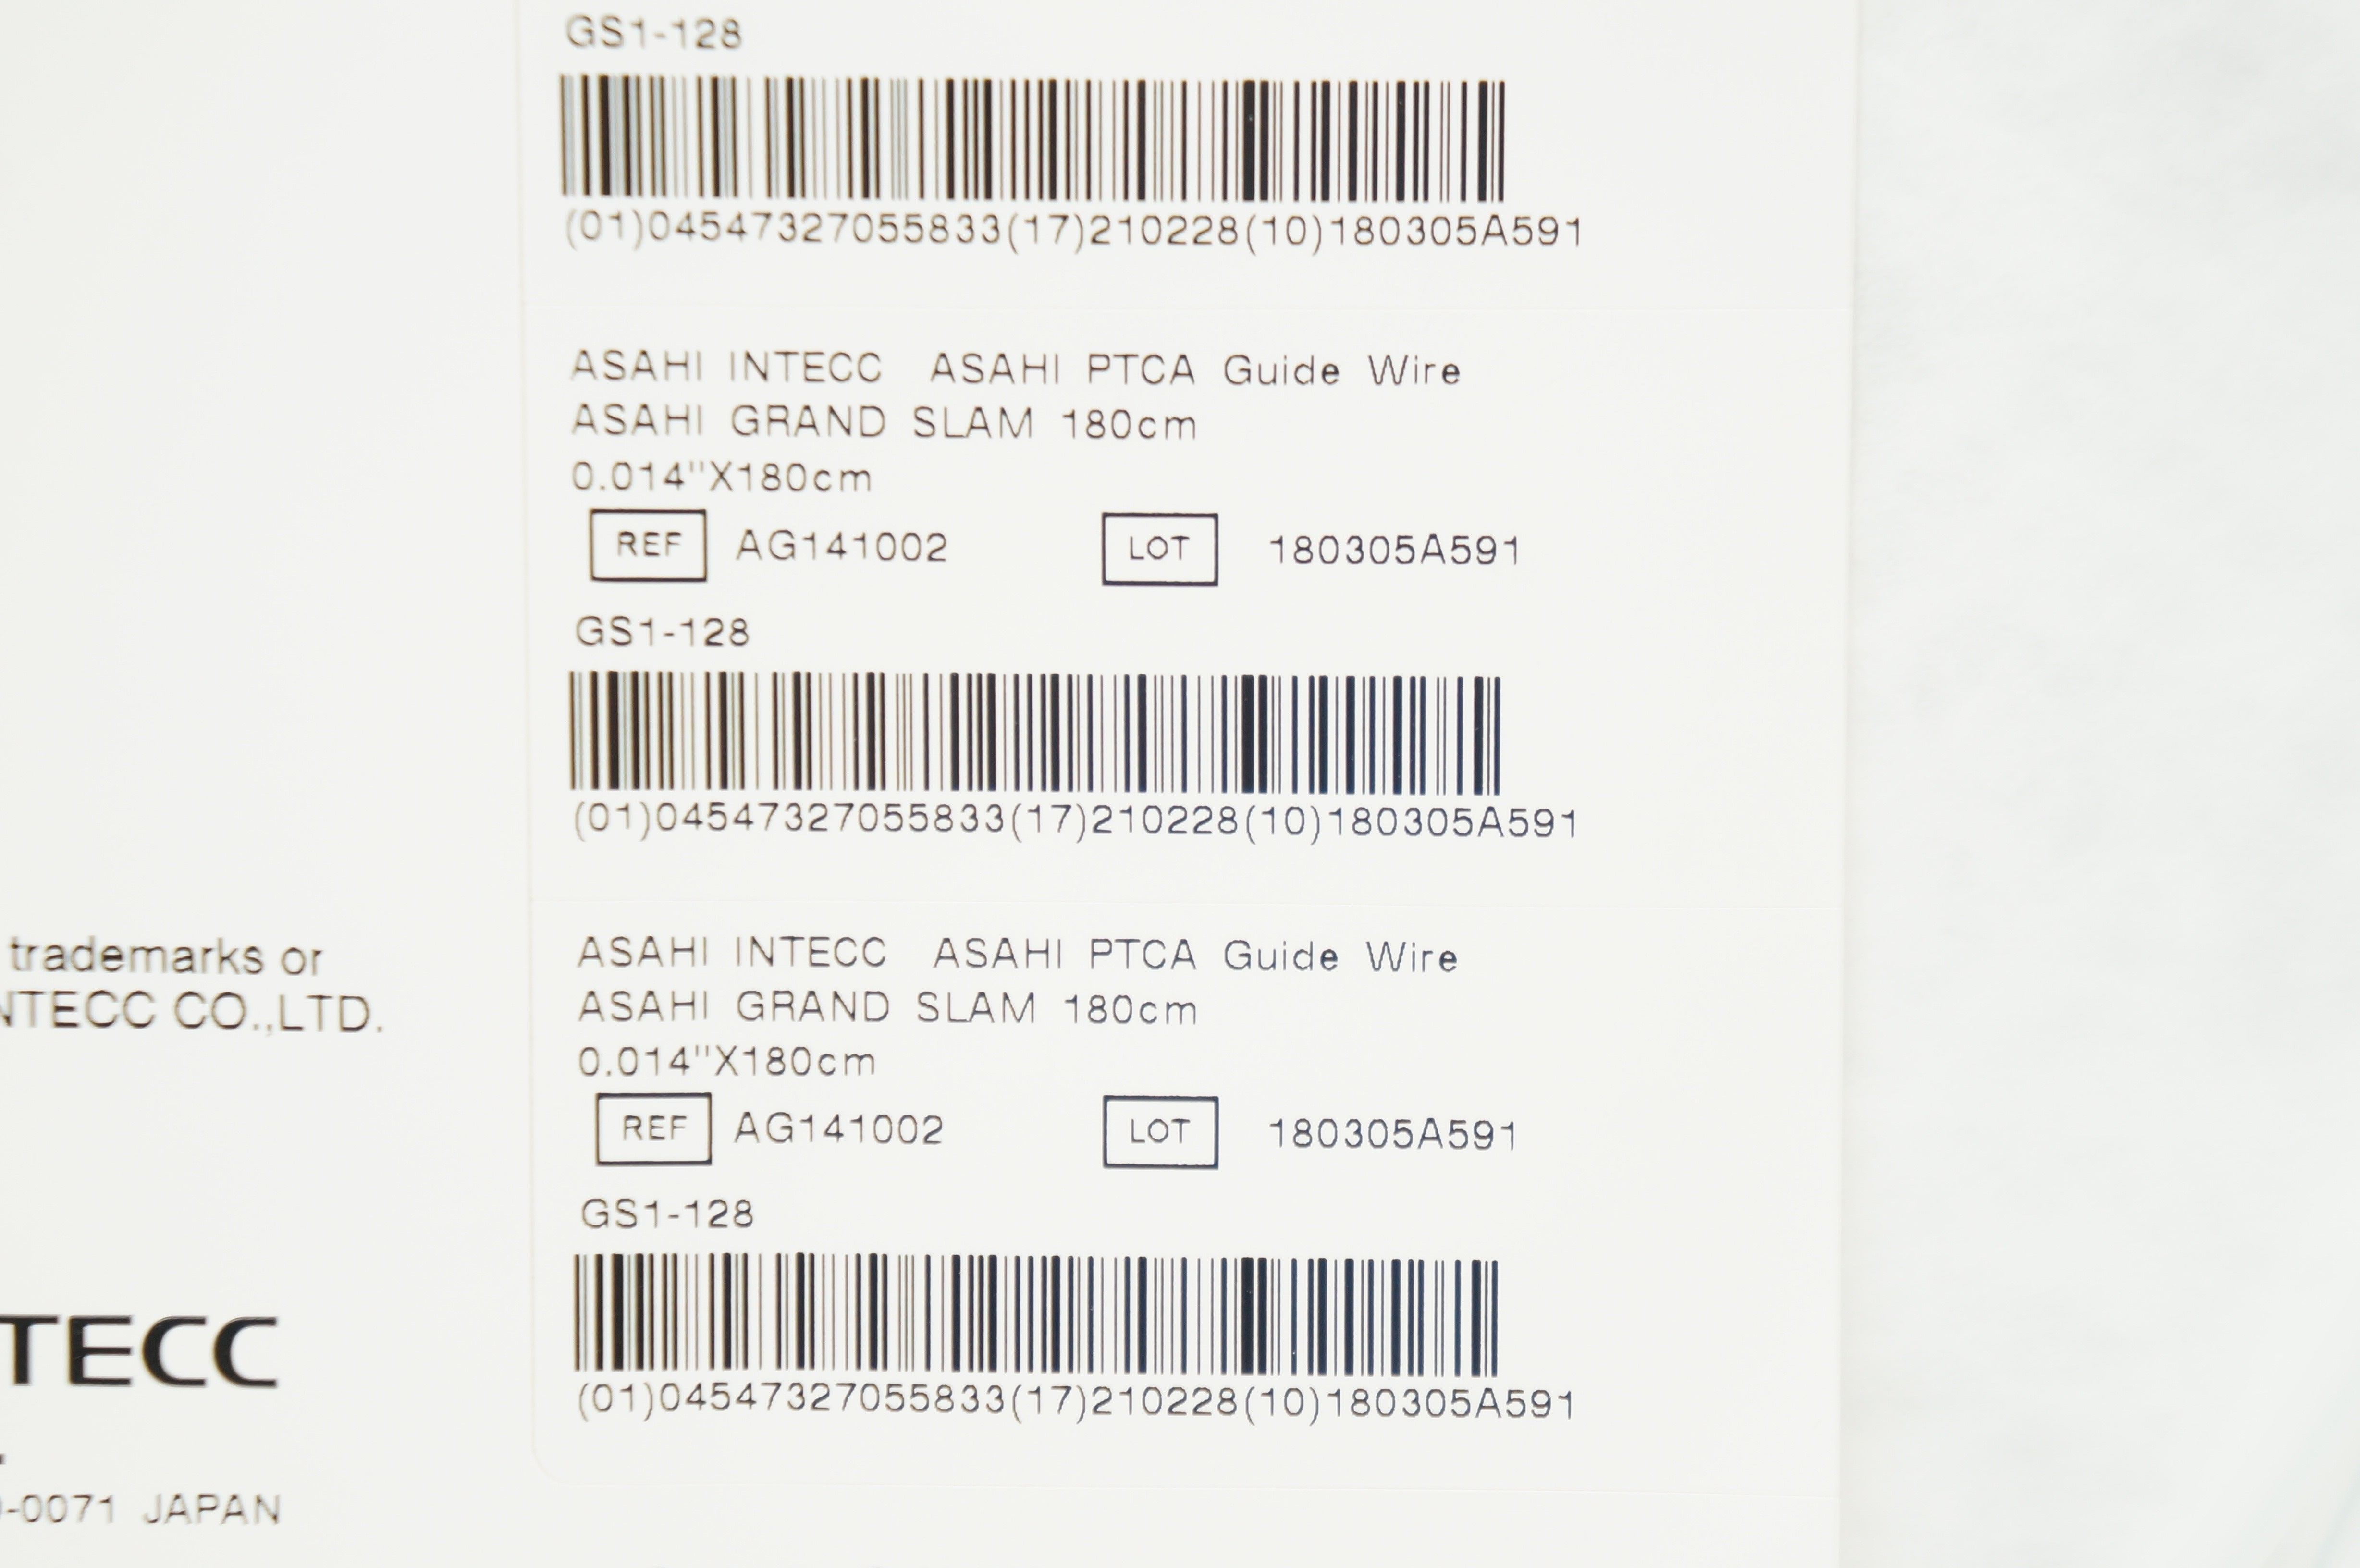 GS1-128
(01)04547327055833(17)210228(10)180305A591
ASAHI INTECC ASAHI PTCA Guide Wire
ASAHI GRAND SLAM 180cm
0.014"X180cm
REF AG141002 LOT 180305A591
GS1-128
(01)04547327055833(17)210228(10)180305A591
ASAHI INTECC ASAHI PTCA Guide Wire
ASAHI GRAND SLAM 180cm
0.014"X180cm
REF AG141002 LOT 180305A591
GS1-128
(01)04547327055833(17)210228(10)180305A591
trademarks or
NTECC CO.,LTD.
TECC
-0071 JAPAN